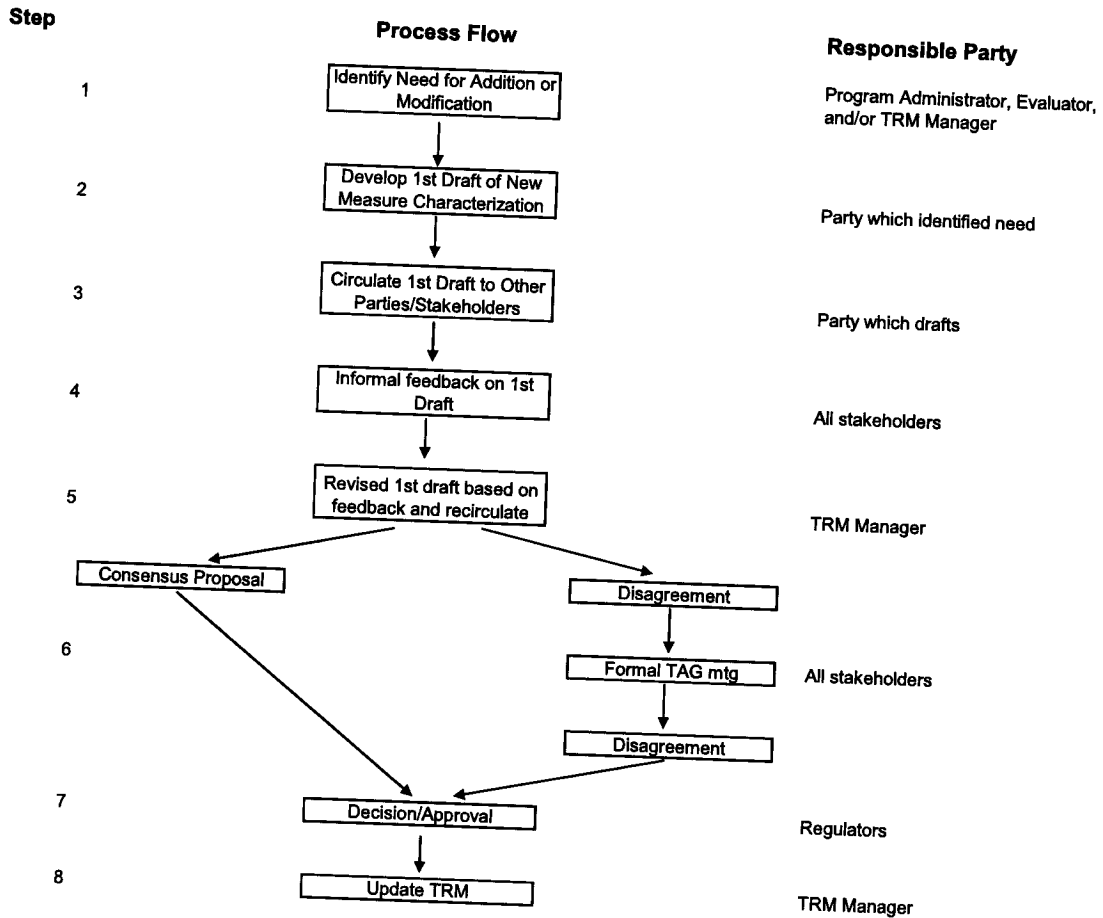 Step
Process Flow
Responsible Party
1
Identify Need for Addition or
Modification
Program Administrator, Evaluator,
and/or TRM Manager
2
Develop 1st Draft of New
Measure Characterization
Party which identified need
3
Circulate 1st Draft to Other
Parties/Stakeholders
Party which drafts
4
Informal feedback on 1st
Draft
All stakeholders
5
Revised 1st draft based on
feedback and recirculate
TRM Manager
Consensus Proposal
Disagreement
6
Formal TAG mtg
All stakeholders
Disagreement
7
Decision/Approval
Regulators
8
Update TRM
TRM Manager